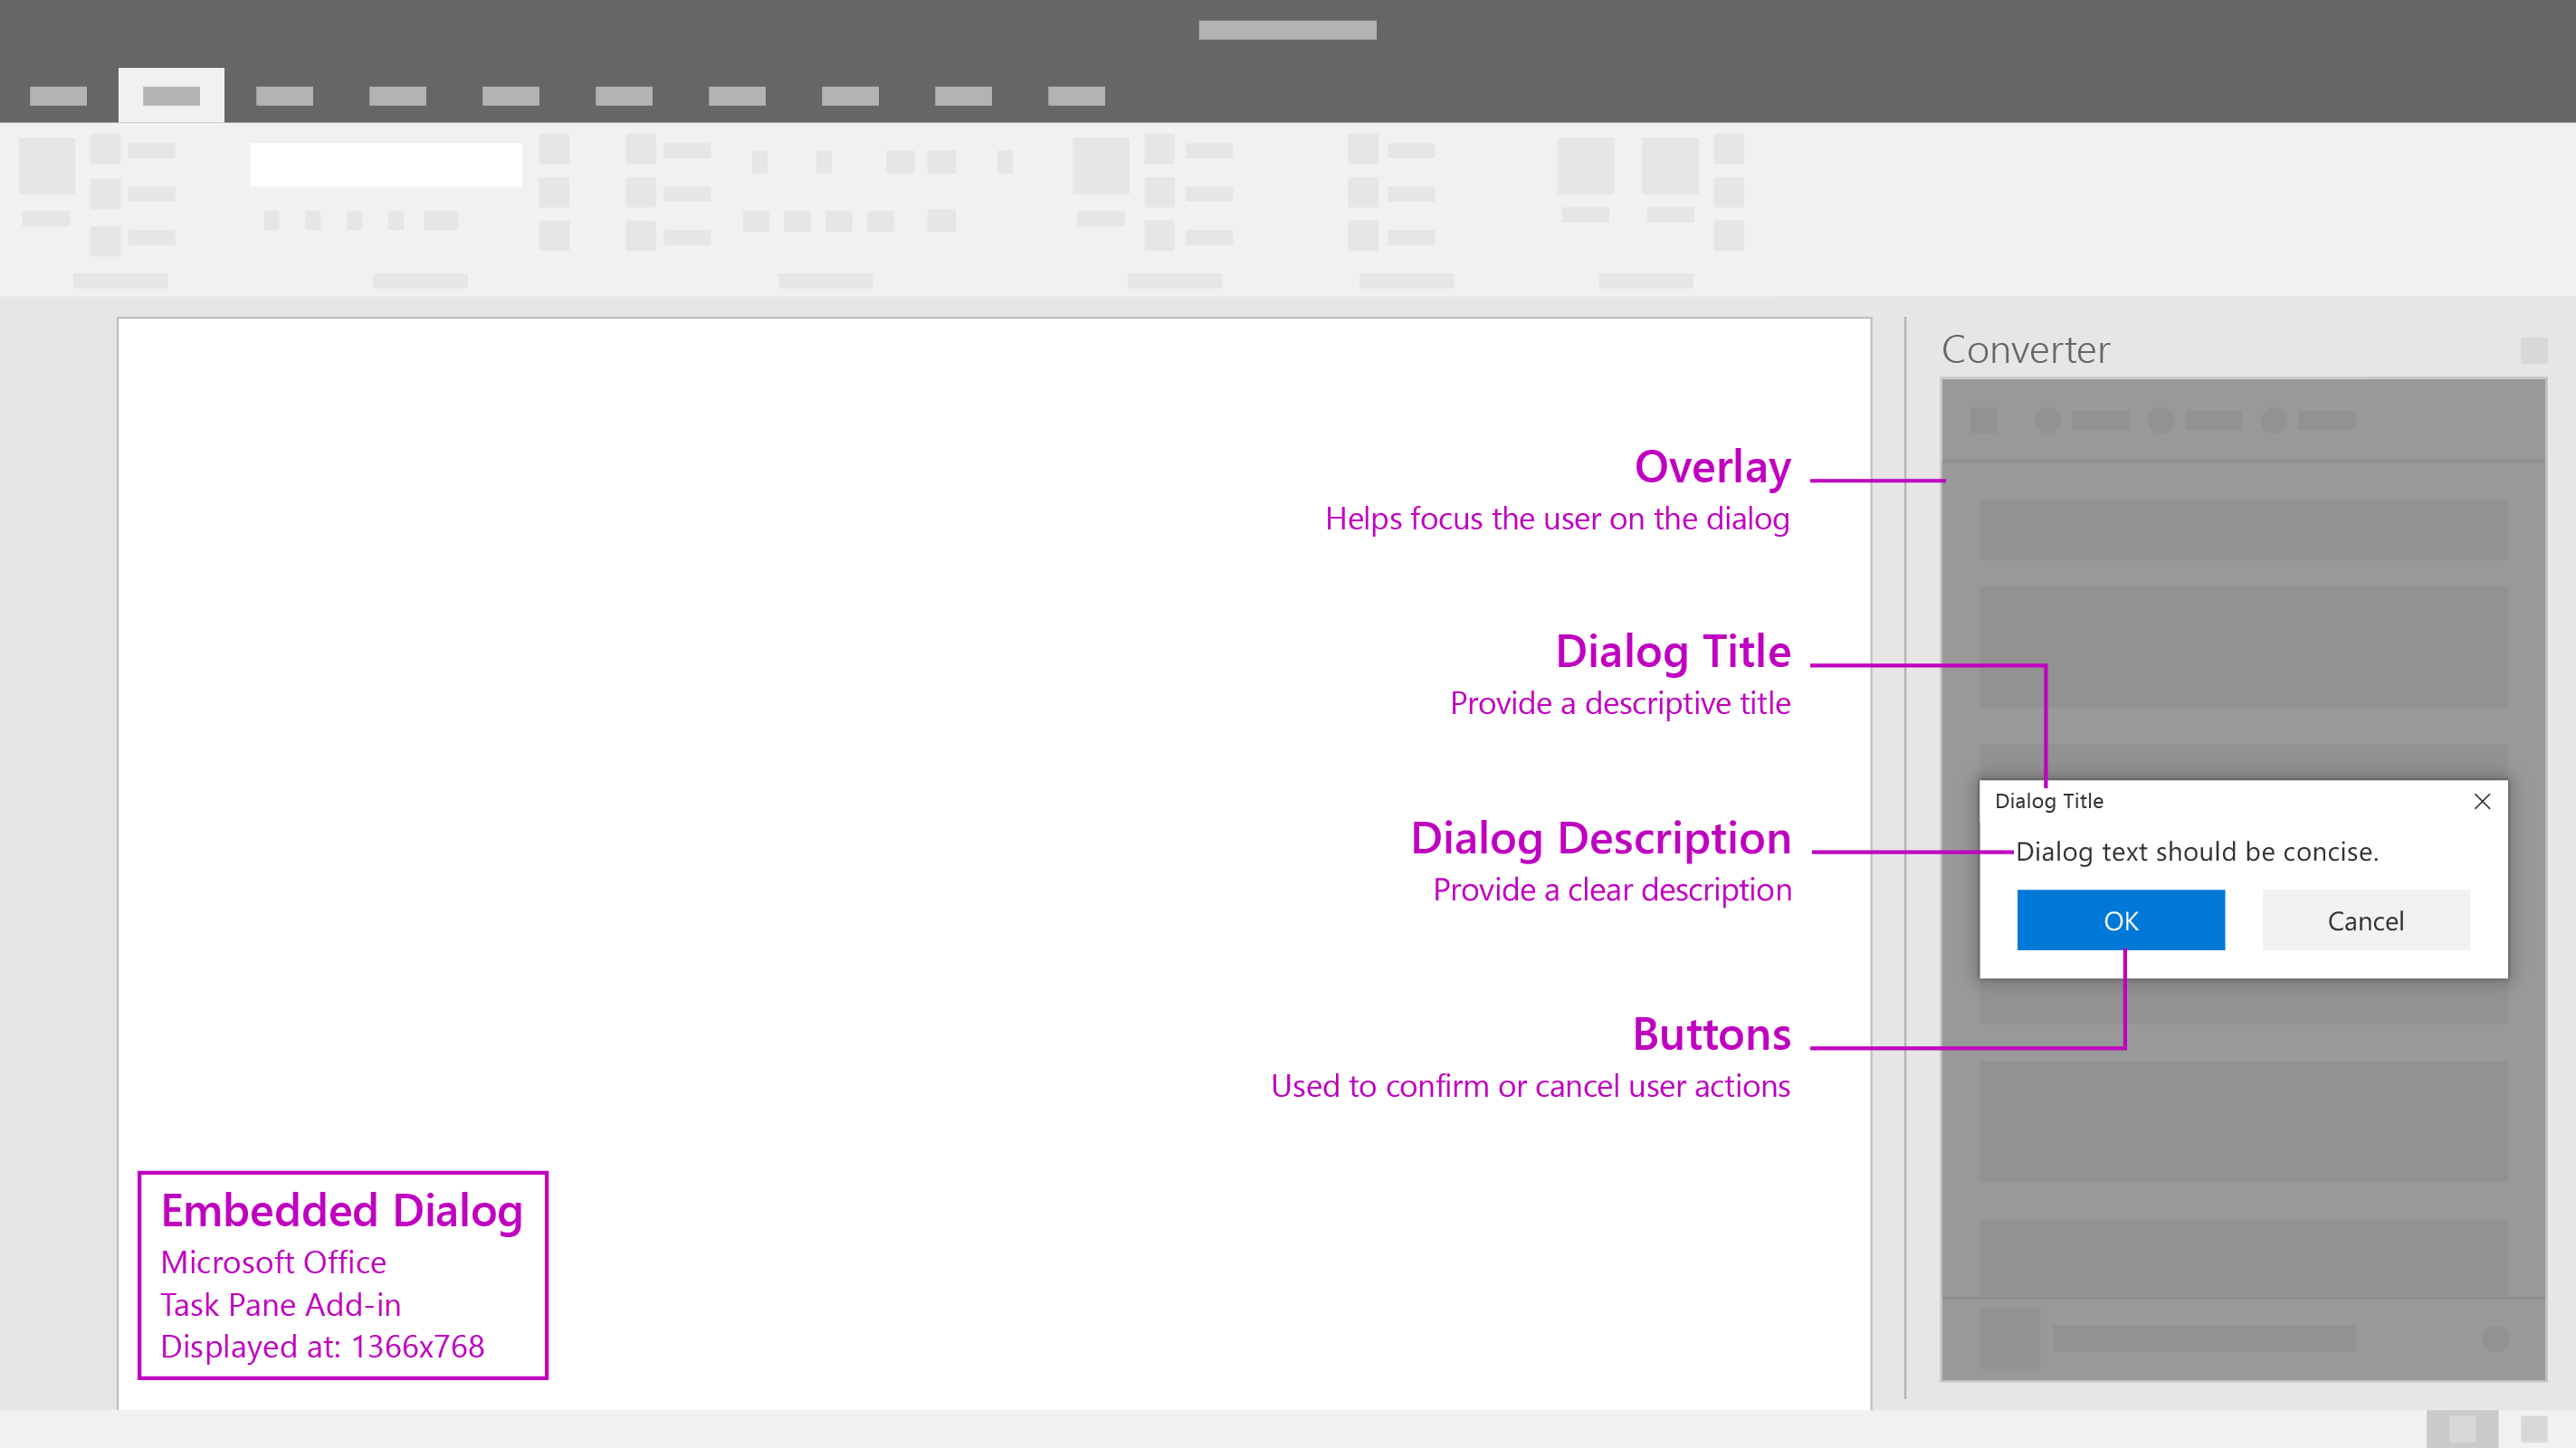 Converter
Overlay
Helps focus the user on the dialog
Dialog Title
Provide a descriptive title
Dialog Title
Dialog Description
Dialog text should be concise.
Provide a clear description
OK
Cancel
Buttons
Used to confirm or cancel user actions
Embedded Dialog
Microsoft Office
Task Pane Add-in
Displayed at: 1366x768